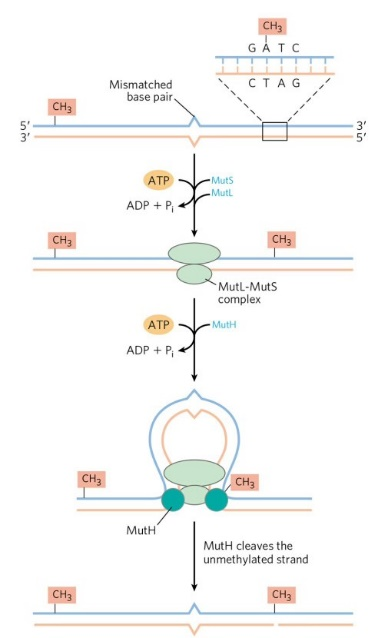 CH3
G A T C
C T A G
Mismatched
base pair
CH3
5' 3'
3' 5'
ATP MutS
MutL
ADP + Pi
CH3 CH3
MutL-MutS
complex
ATP MutH
ADP + Pi
CH3 CH3
MutH
MutH cleaves the
unmethylated strand
CH3 CH3